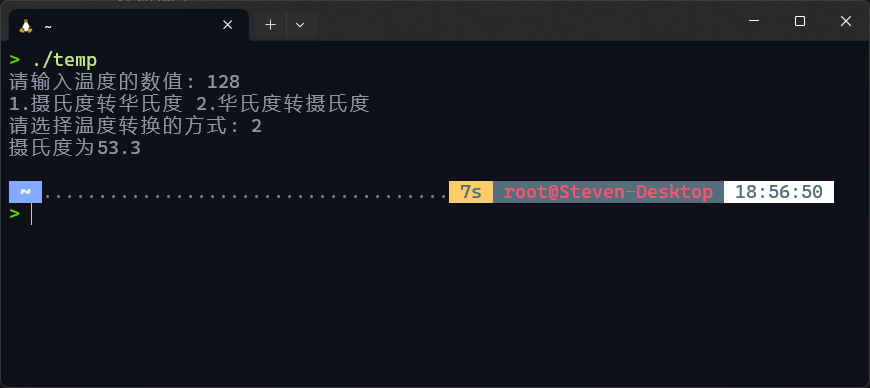 ~
> ./temp
请输入温度的数值: 128
1.摄氏度转华氏度 2.华氏度转摄氏度
请选择温度转换的方式: 2
摄氏度为53.3
~ ..................................... 7s root@Steven-Desktop 18:56:50
>